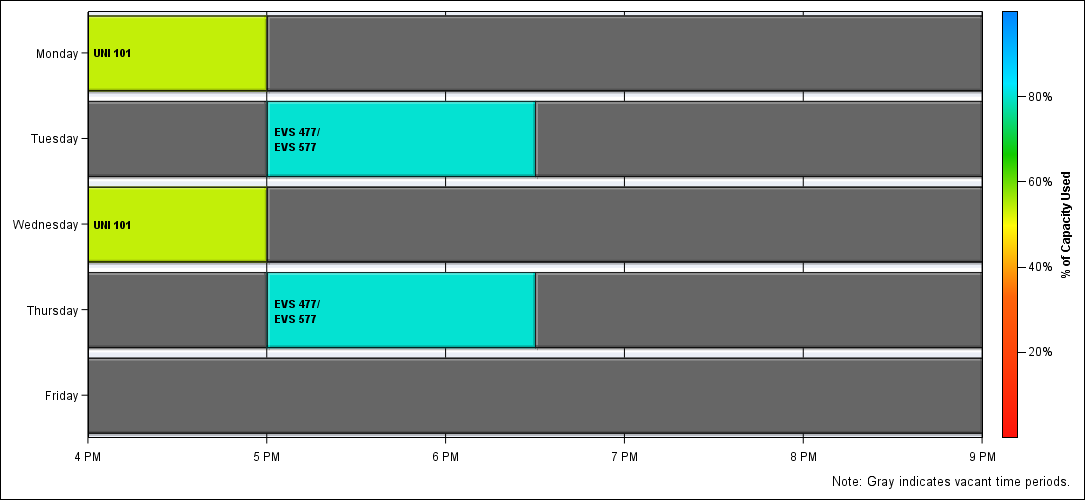 Monday
UNI 101
Tuesday
EVS 477/
EVS 577
Wednesday
UNI 101
Thursday
EVS 477/
EVS 577
Friday
4 PM
5 PM
6 PM
7 PM
8 PM
9 PM
80%
60%
40%
20%
% of Capacity Used
Note: Gray indicates vacant time periods.